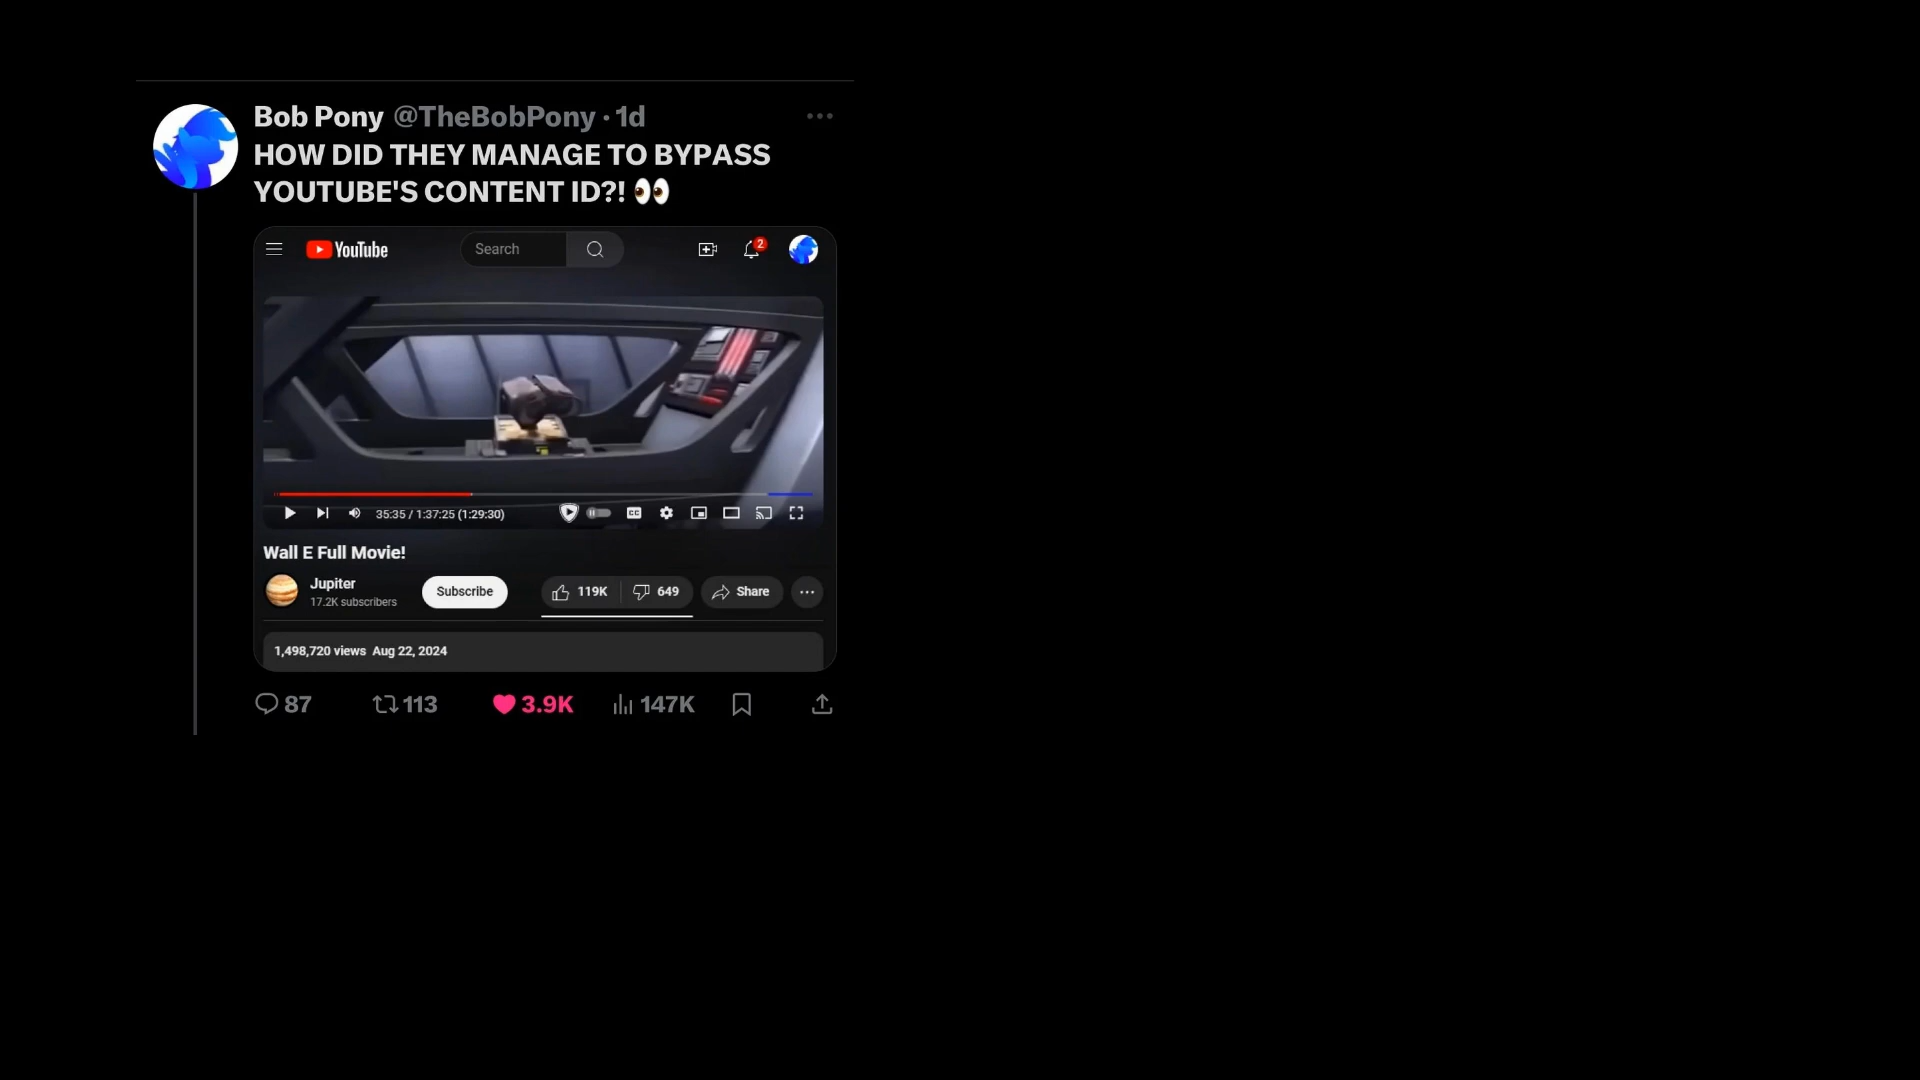 Bob Pony @TheBobPony · 1d
HOW DID THEY MANAGE TO BYPASS
YOUTUBE'S CONTENT ID?! 👀
YouTube
Search
2
35:35 / 1:37:25 (1:29:30)
CC
Wall E Full Movie!
Jupiter
17.2K subscribers
Subscribe
119K
649
Share
1,498,720 views Aug 22, 2024
87
113
3.9K
147K